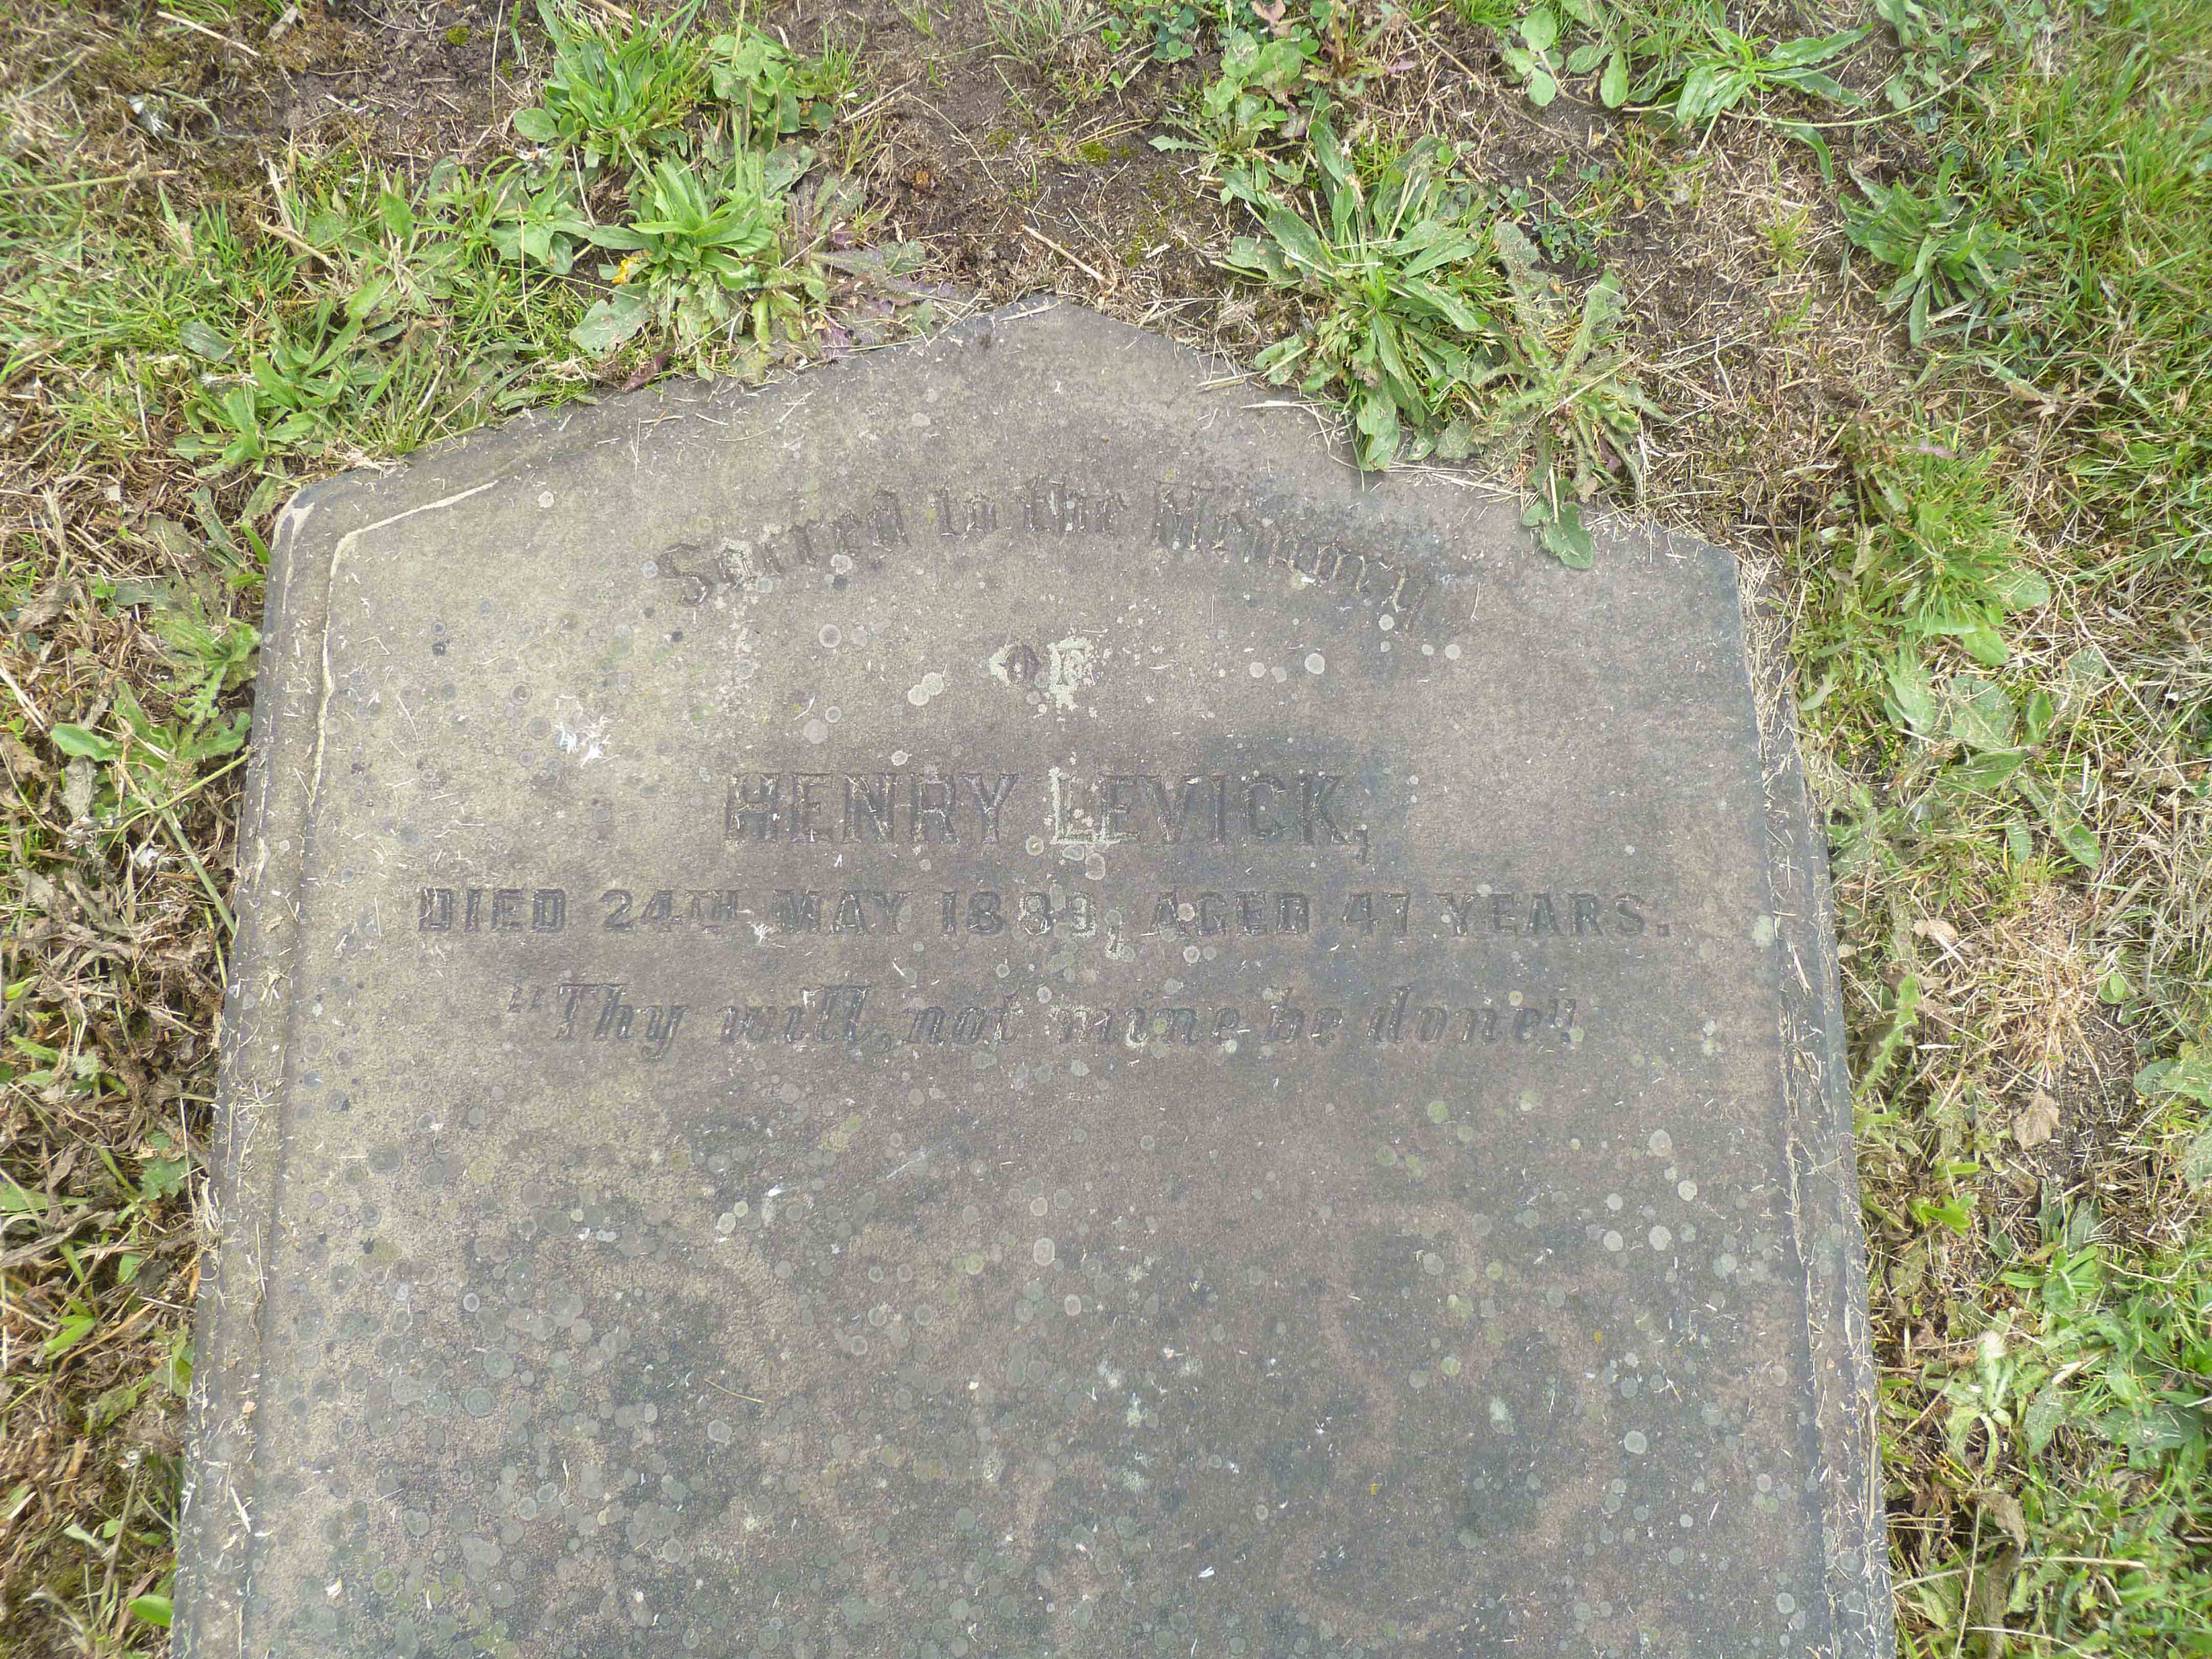 Sacred to the Memory
OF
HENRY LEVICK,
DIED 24TH MAY 1889, AGED 47 YEARS.
"Thy will, not mine, be done".